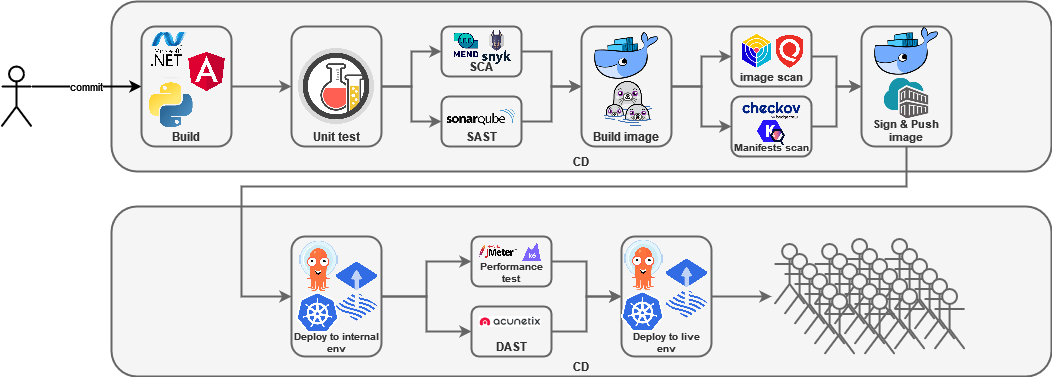 Microsoft
.NET
A
Build
commit
Unit test
MEND
snyk
SCA
sonarqube
SAST
Build image
image scan
checkov
Manifests scan
Sign & Push
image
CD
Deploy to internal
env
JMeter
k6
Performance
test
acunetix
DAST
Deploy to live
env
CD